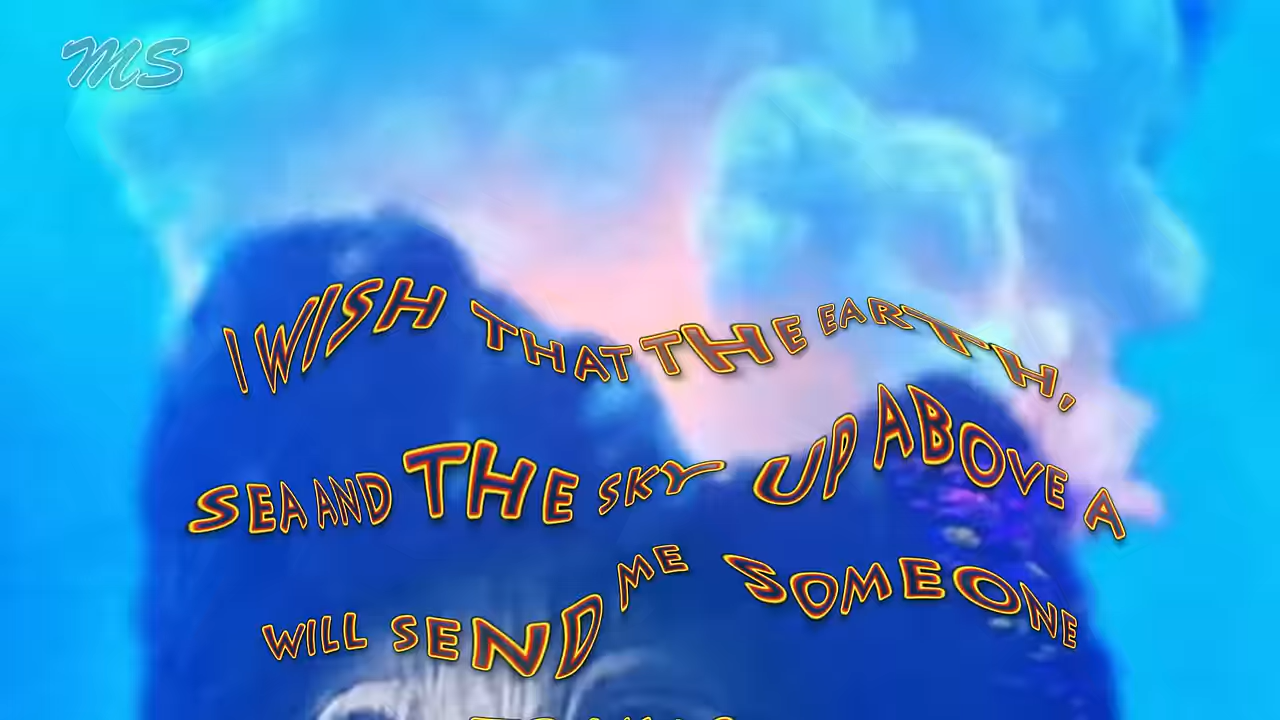 MS
I WISH THAT THE EARTH,
SEA AND THE SKY UP ABOVE A
WILL SEND ME SOMEONE